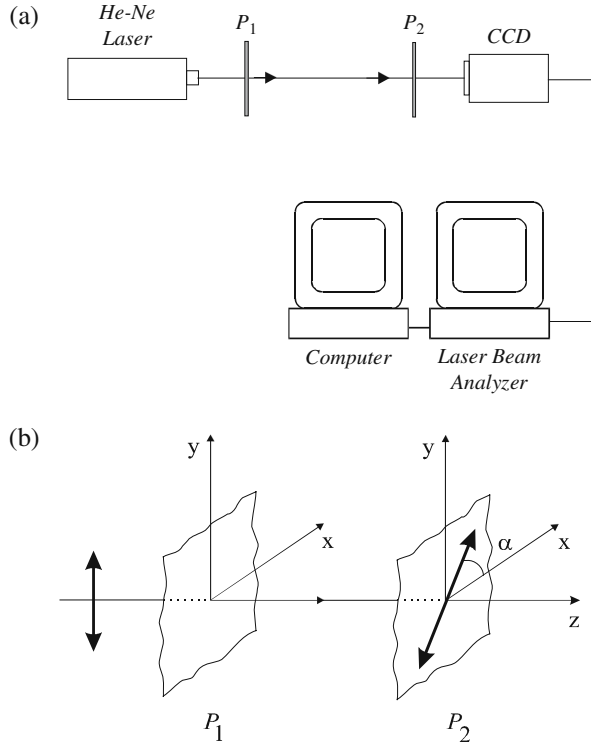 (a)
He-Ne
Laser
P1
P2
CCD
Computer
Laser Beam
Analyzer
(b)
y
y
x
α
x
z
P1
P2